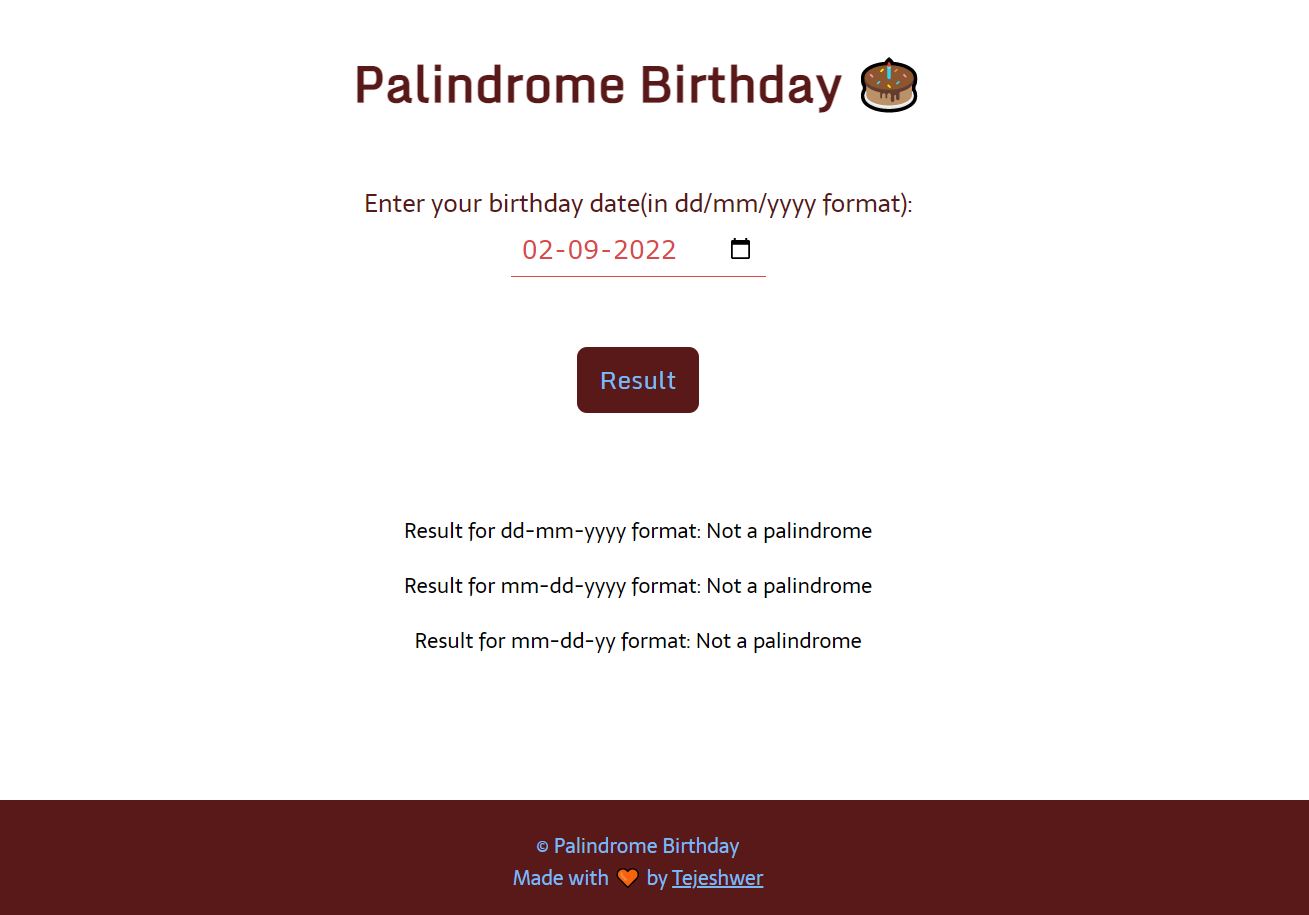 Palindrome Birthday
Enter your birthday date(in dd/mm/yyyy format):
02-09-2022
Result
Result for dd-mm-yyyy format: Not a palindrome
Result for mm-dd-yyyy format: Not a palindrome
Result for mm-dd-yy format: Not a palindrome
© Palindrome Birthday
Made with 🧡 by Tejeshwer